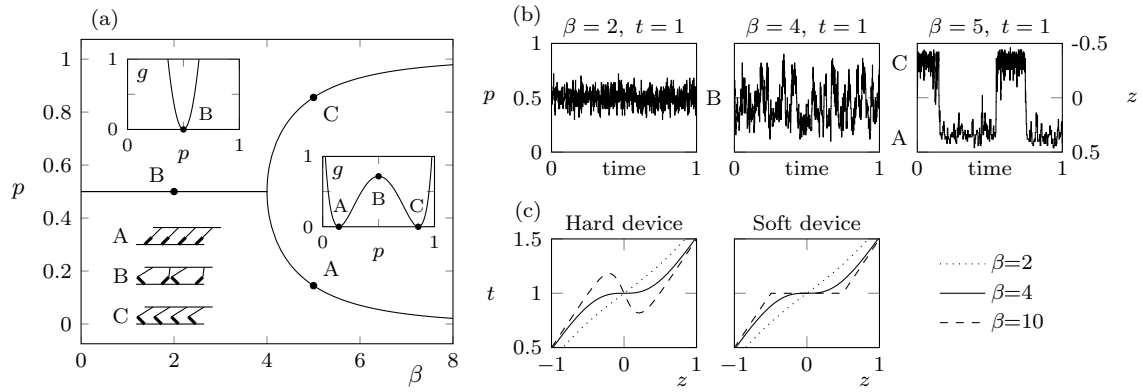 (a)
1
0.8
0.6
p
0.4
0.2
0
0
2
4
6
8
β
1
g
B
0
0
p
1
B
C
A
1
g
A
B
C
0
0
p
1
A
B
C
(b)
β = 2, t = 1
β = 4, t = 1
β = 5, t = 1
1
p
0.5
0
0
time
1
B
0
time
1
C
A
0
time
1
-0.5
0
z
0.5
(c)
Hard device
Soft device
1.5
t
1
0.5
−1
0
z
1
−1
0
z
1
β=2
β=4
β=10